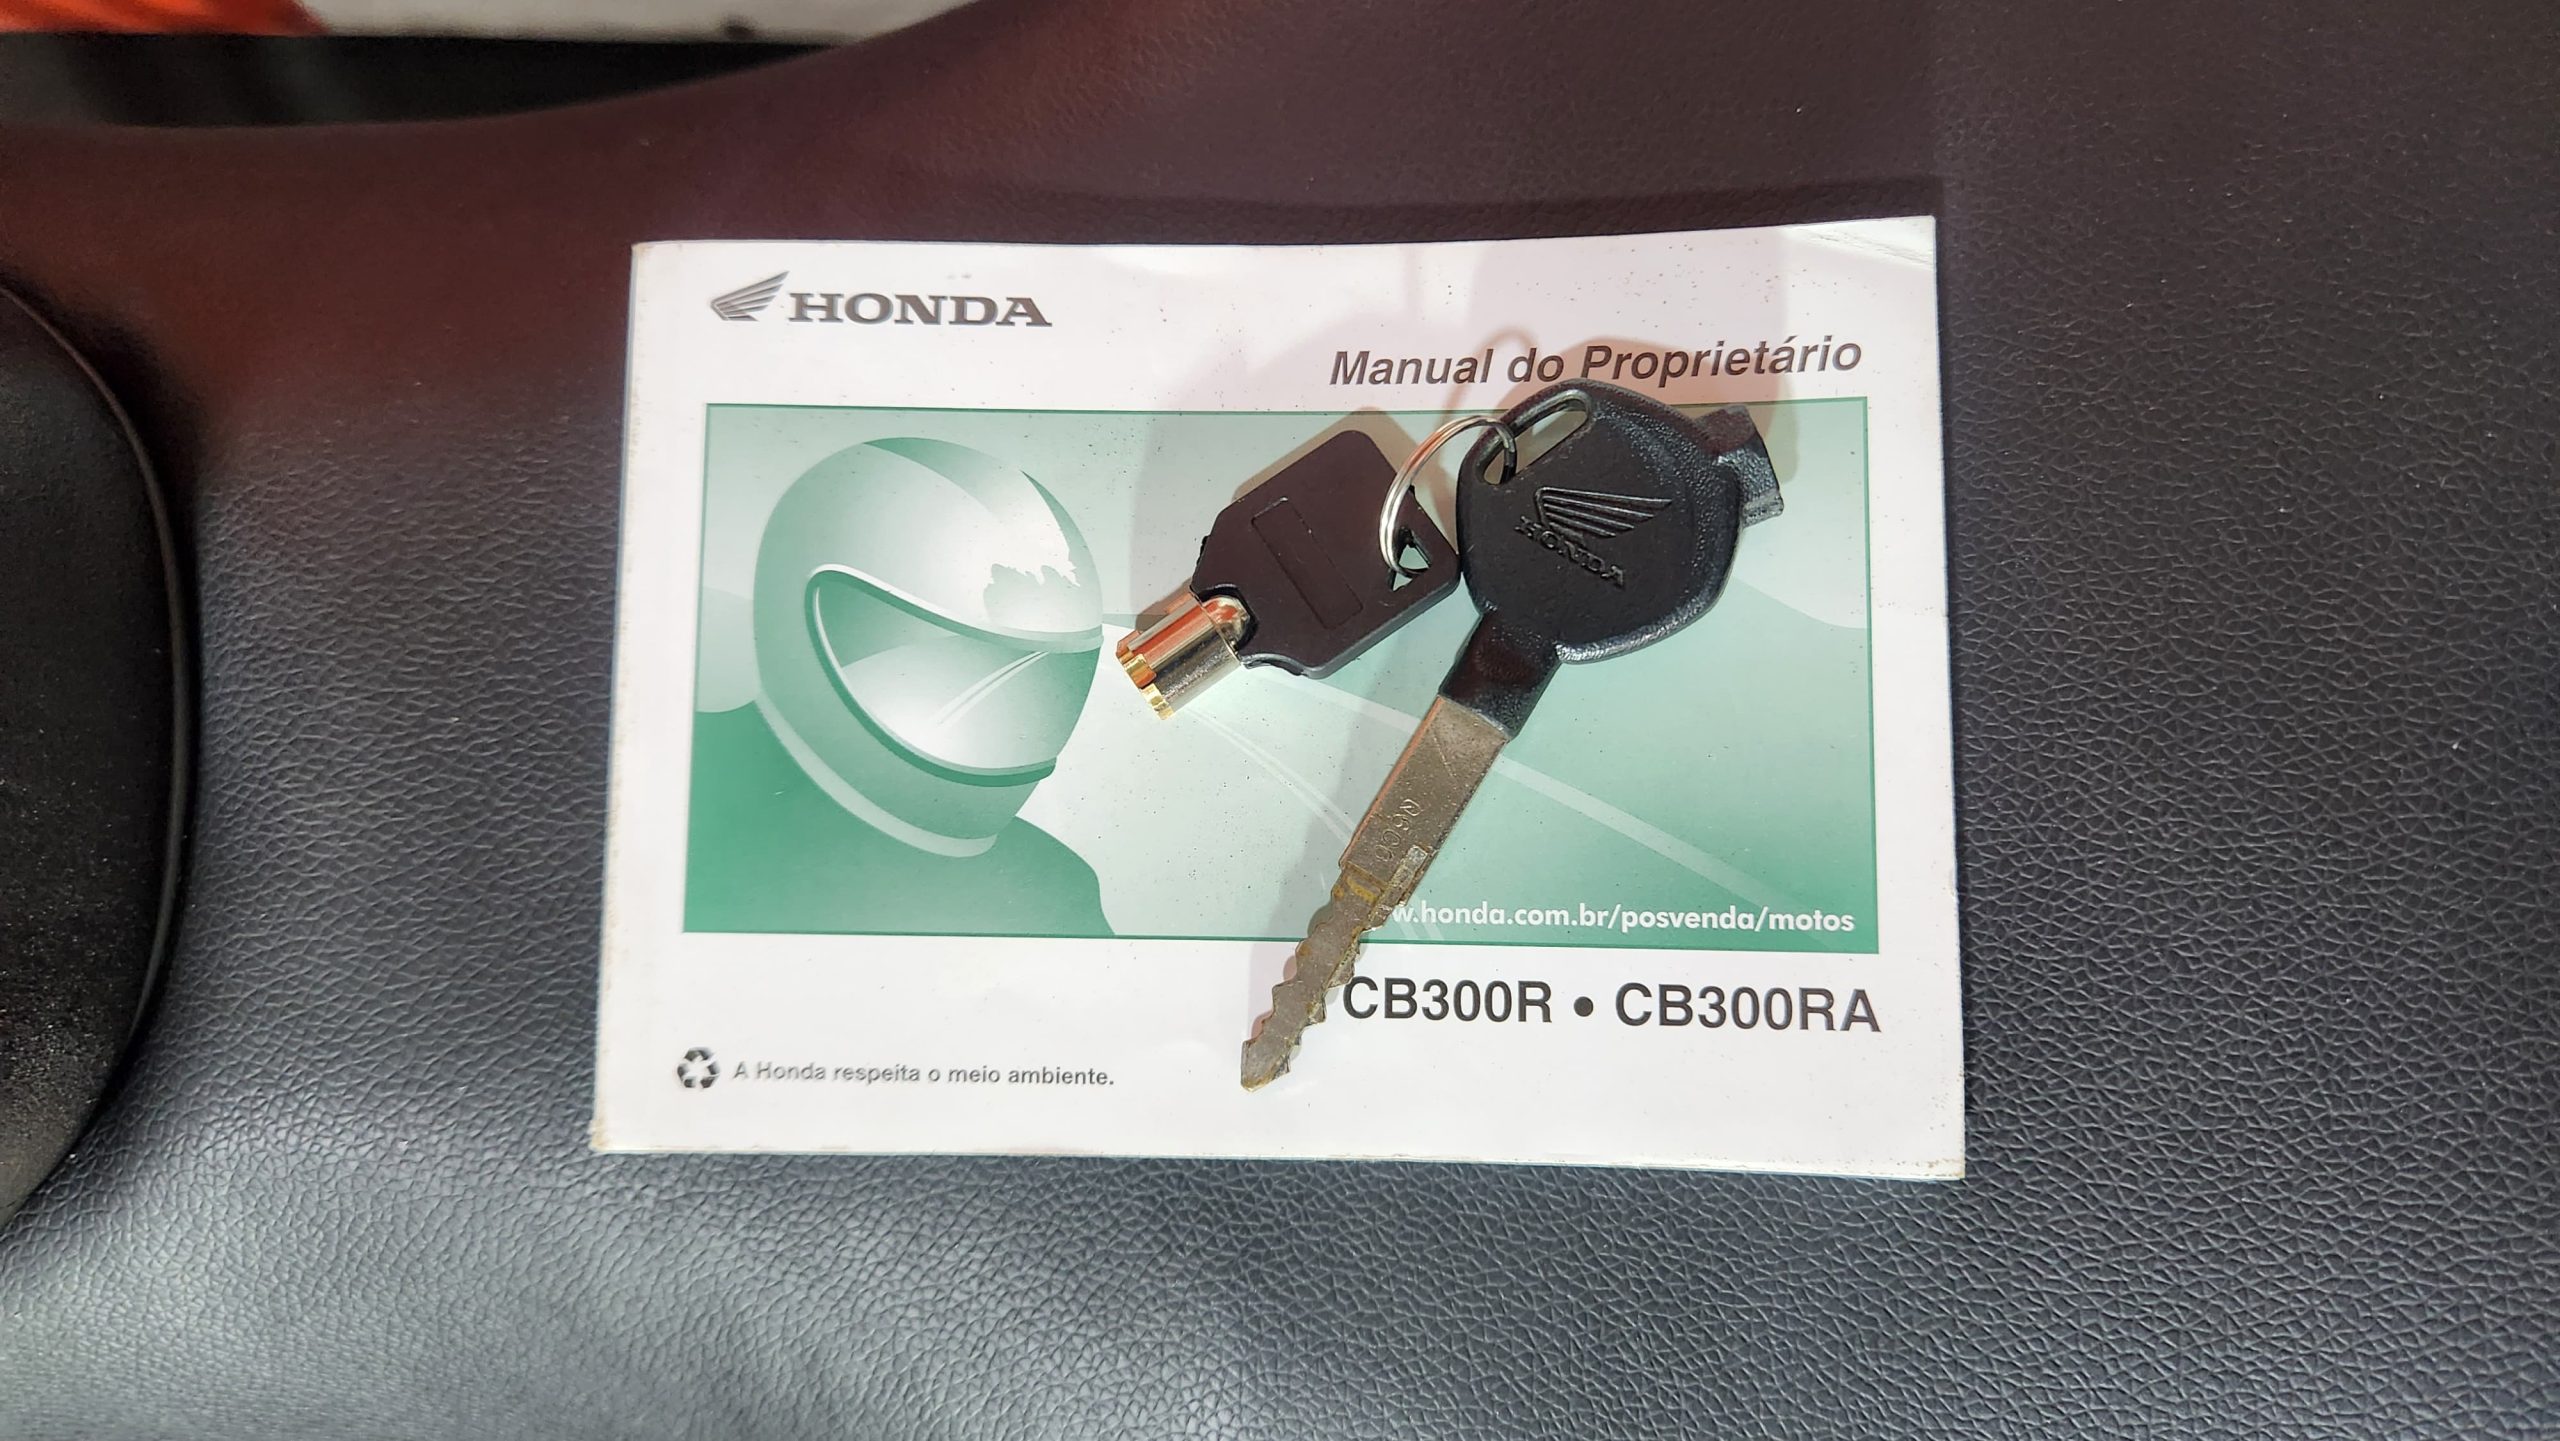 HONDA
Manual do Proprietário
HONDA
w.honda.com.br/posvenda/motos
CB300R • CB300RA
A Honda respeita o meio ambiente.